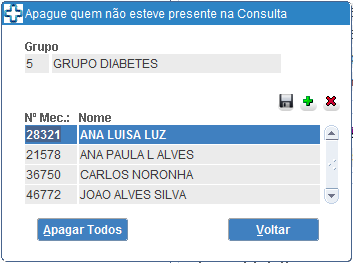 Apague quem não esteve presente na Consulta
Grupo
5 GRUPO DIABETES
Nº Mec.: Nome
28321 ANA LUISA LUZ
21578 ANA PAULA L ALVES
36750 CARLOS NORONHA
46772 JOAO ALVES SILVA
Apagar Todos Voltar